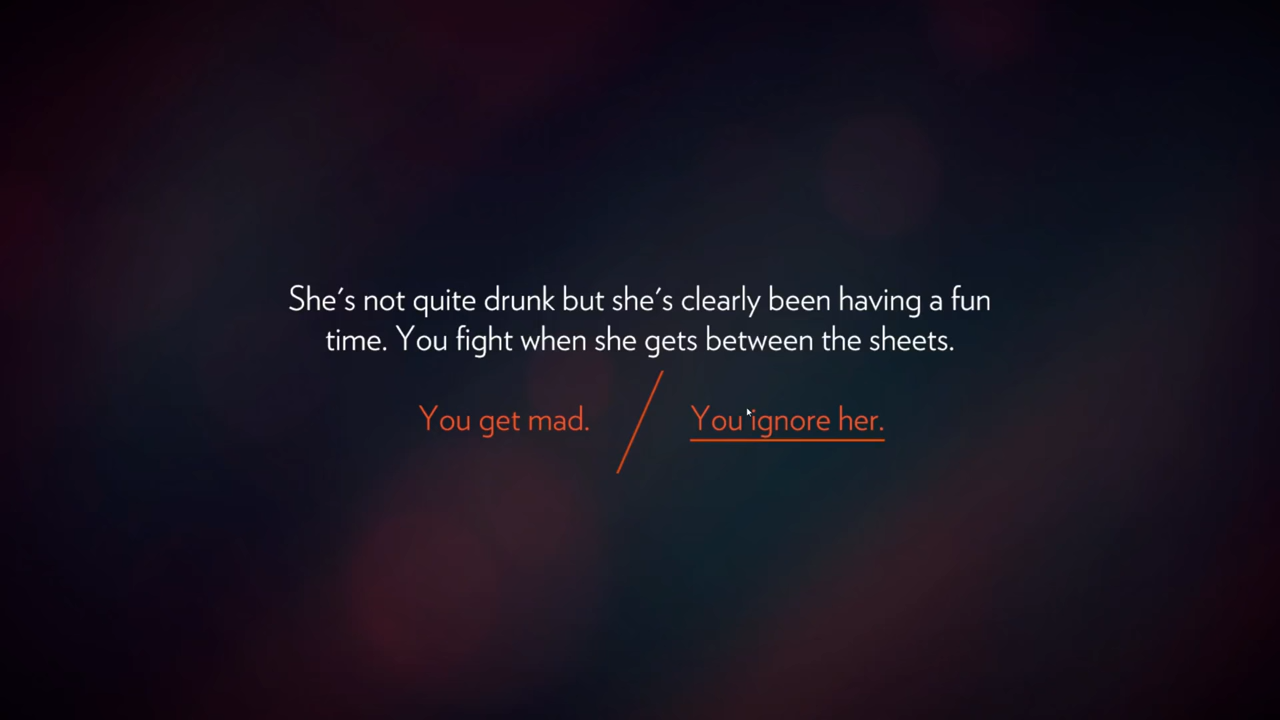 She's not quite drunk but she's clearly been having a fun
time. You fight when she gets between the sheets.
You get mad. / You ignore her.